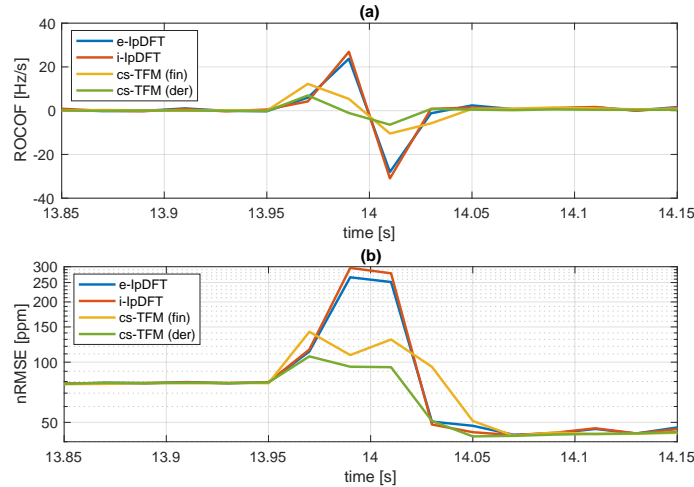 (a)
40
20
0
-20
-40
ROCOF [Hz/s]
e-IpDFT
i-IpDFT
cs-TFM (fin)
cs-TFM (der)
13.85 13.9 13.95 14 14.05 14.1 14.15
time [s]
(b)
300
250
200
150
100
50
nRMSE [ppm]
e-IpDFT
i-IpDFT
cs-TFM (fin)
cs-TFM (der)
13.85 13.9 13.95 14 14.05 14.1 14.15
time [s]